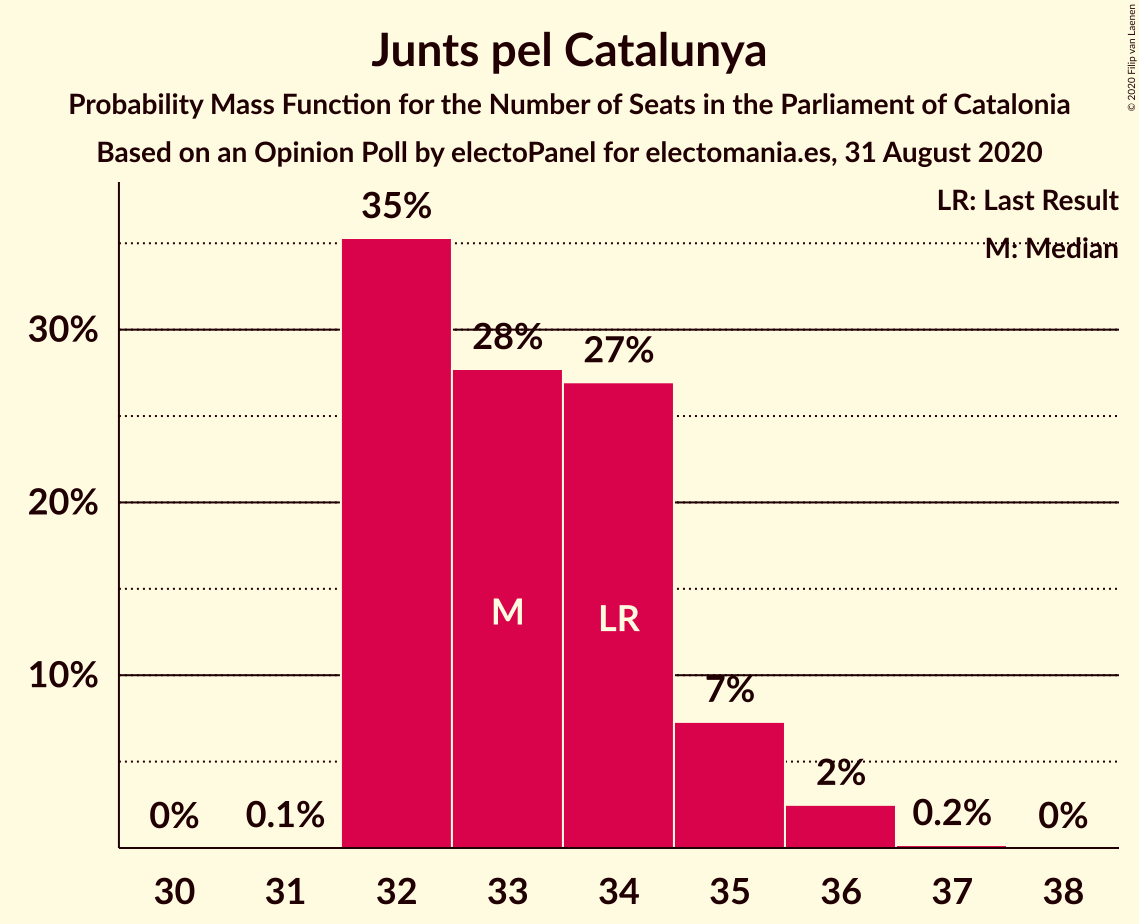 Junts pel Catalunya
Probability Mass Function for the Number of Seats in the Parliament of Catalonia
Based on an Opinion Poll by electoPanel for electomania.es, 31 August 2020
© 2020 Filip van Laenen
LR: Last Result
M: Median
30%
20%
10%
0%
0.1%
35%
28%
27%
7%
2%
0.2%
0%
M
LR
30 31 32 33 34 35 36 37 38